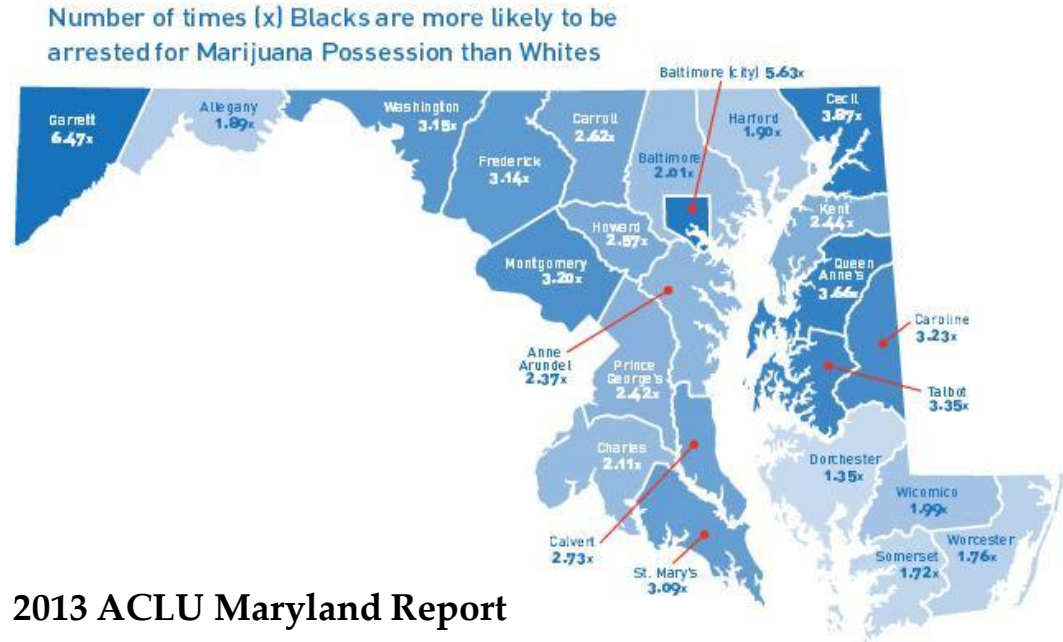 Number of times (x) Blacks are more likely to be
arrested for Marijuana Possession than Whites
Baltimore (city) 5.63x
Garrett
6.47x
Allegany
1.89x
Washington
3.15x
Frederick
3.14x
Carroll
2.62x
Baltimore
2.01x
Harford
1.90x
Cecil
3.87x
Kent
2.44x
Howard
2.57x
Montgomery
3.20x
Queen
Anne's
3.66x
Caroline
3.23x
Anne
Arundel
2.37x
Prince
George's
2.42x
Talbot
3.35x
Charles
2.11x
Dorchester
1.35x
Wicomico
1.99x
Calvert
2.73x
St. Mary's
3.09x
Somerset
1.72x
Worcester
1.76x
2013 ACLU Maryland Report